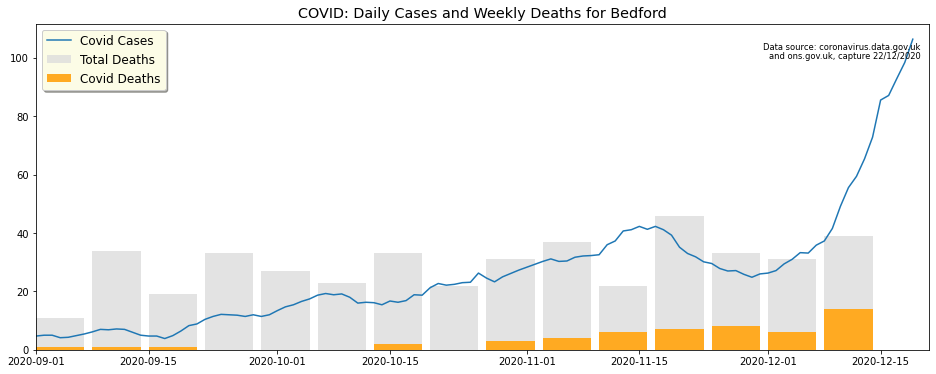 COVID: Daily Cases and Weekly Deaths for Bedford
Covid Cases
Total Deaths
Covid Deaths
Data source: coronavirus.data.gov.uk
and ons.gov.uk, capture 22/12/2020
100
80
60
40
20
0
2020-09-01
2020-09-15
2020-10-01
2020-10-15
2020-11-01
2020-11-15
2020-12-01
2020-12-15